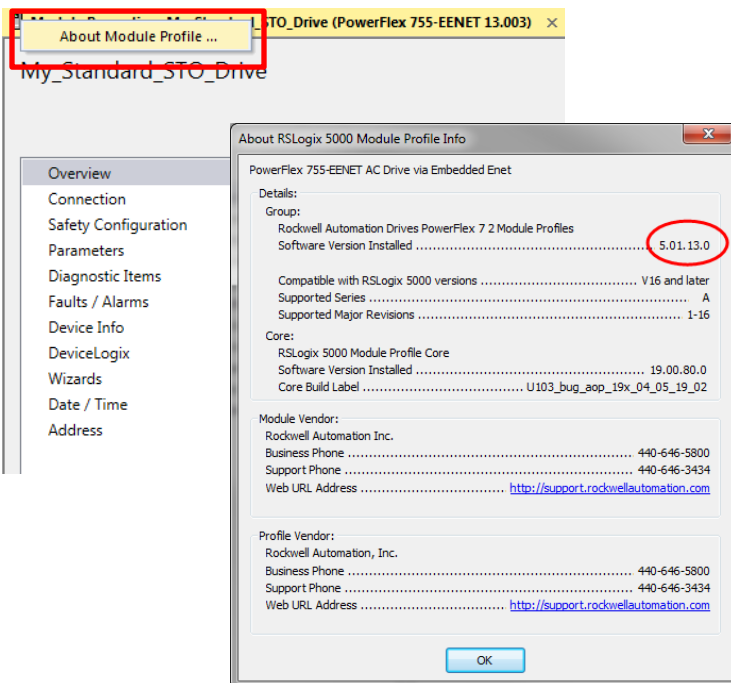 _STO_Drive (PowerFlex 755-EENET 13.003) ×
About Module Profile ...
My_Standard_STO_Drive
Overview
Connection
Safety Configuration
Parameters
Diagnostic Items
Faults / Alarms
Device Info
DeviceLogix
Wizards
Date / Time
Address
About RSLogix 5000 Module Profile Info
PowerFlex 755-EENET AC Drive via Embedded Enet
Details:
Group:
Rockwell Automation Drives PowerFlex 7 2 Module Profiles
Software Version Installed ........ 5.01.13.0
Compatible with RSLogix 5000 versions ........ V16 and later
Supported Series ........ A
Supported Major Revisions ........ 1-16
Core:
RSLogix 5000 Module Profile Core
Software Version Installed ........ 19.00.80.0
Core Build Label ........ U103_bug_aop_19x_04_05_19_02
Module Vendor:
Rockwell Automation Inc.
Business Phone ........ 440-646-5800
Support Phone ........ 440-646-3434
Web URL Address ........ http://support.rockwellautomation.com
Profile Vendor:
Rockwell Automation, Inc.
Business Phone ........ 440-646-5800
Support Phone ........ 440-646-3434
Web URL Address ........ http://support.rockwellautomation.com
OK